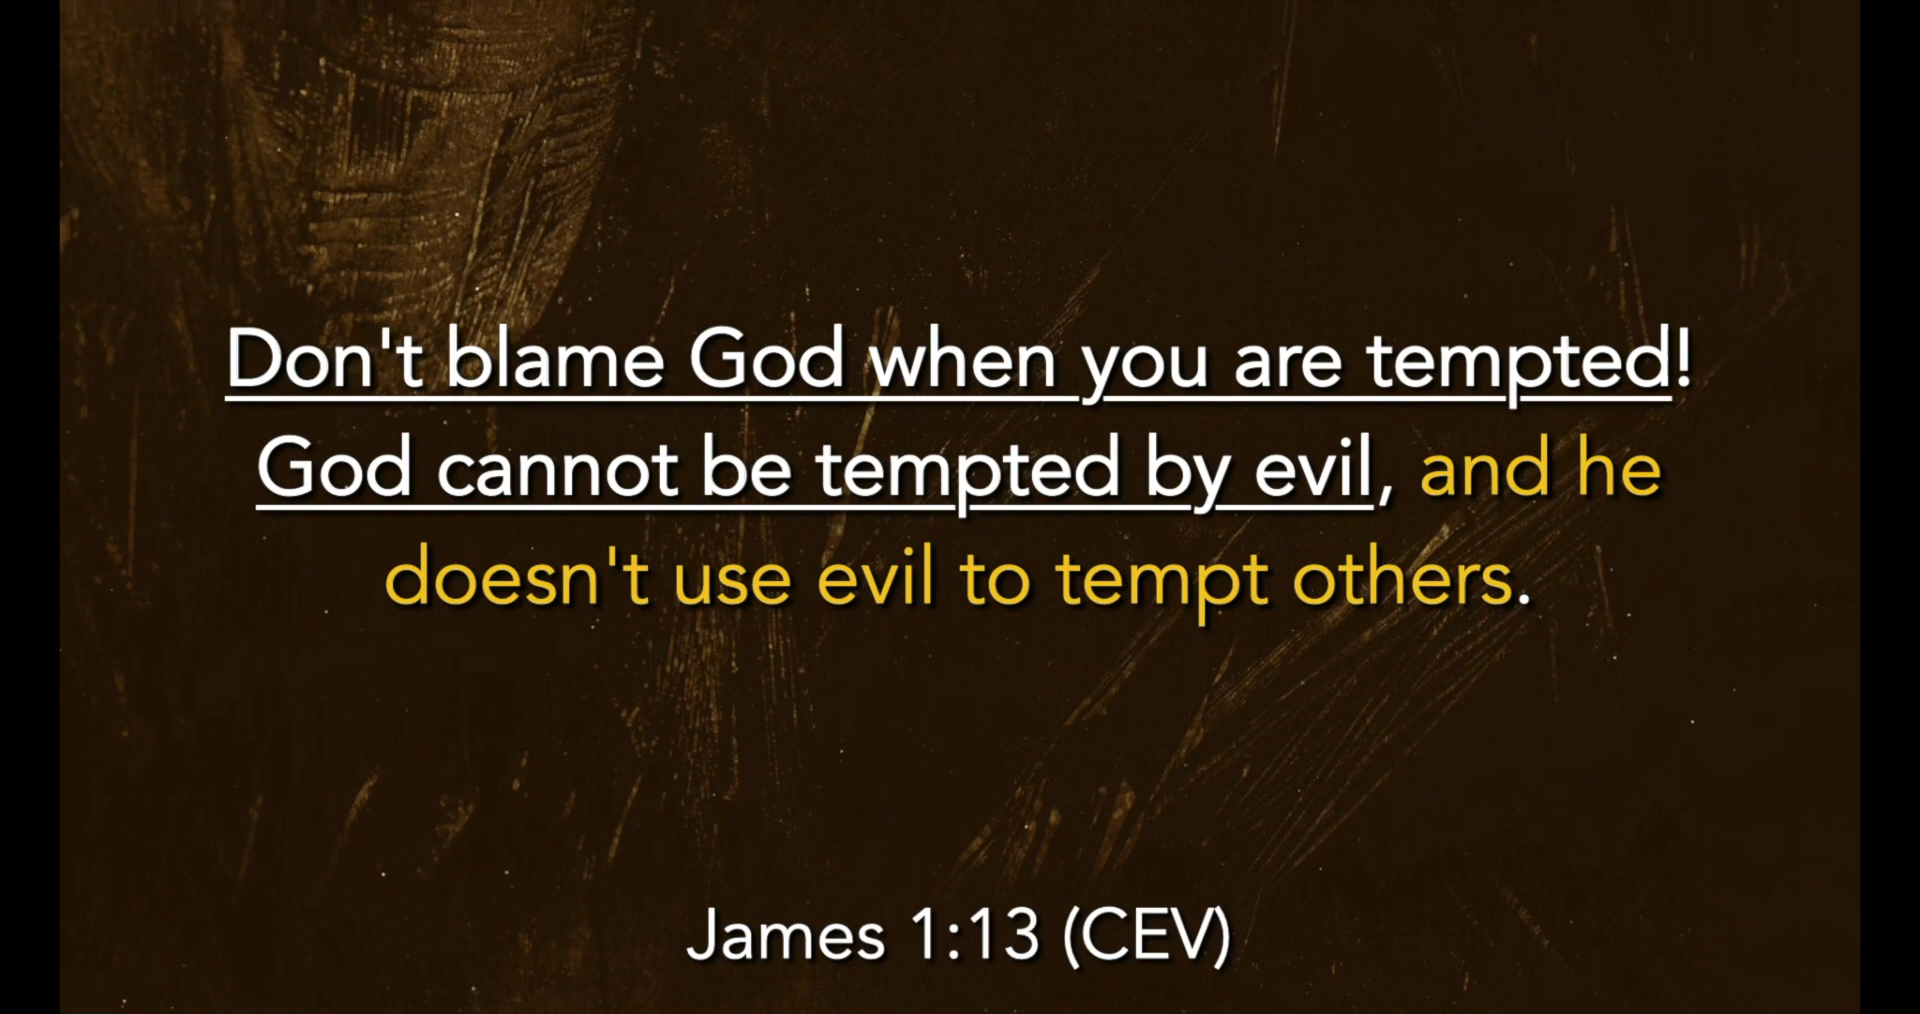 Don't blame God when you are tempted!
God cannot be tempted by evil, and he
doesn't use evil to tempt others.
James 1:13 (CEV)